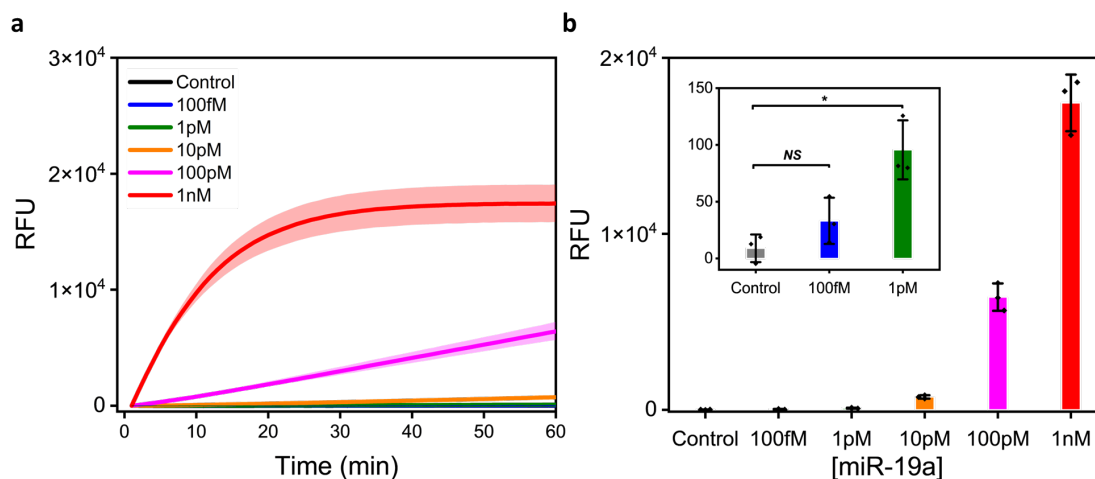 a
3×10⁴
2×10⁴
1×10⁴
0
RFU
Control
100fM
1pM
10pM
100pM
1nM
0 10 20 30 40 50 60
Time (min)
b
2×10⁴
1×10⁴
0
RFU
150
100
50
0
*
NS
Control 100fM 1pM
Control 100fM 1pM 10pM 100pM 1nM
[miR-19a]